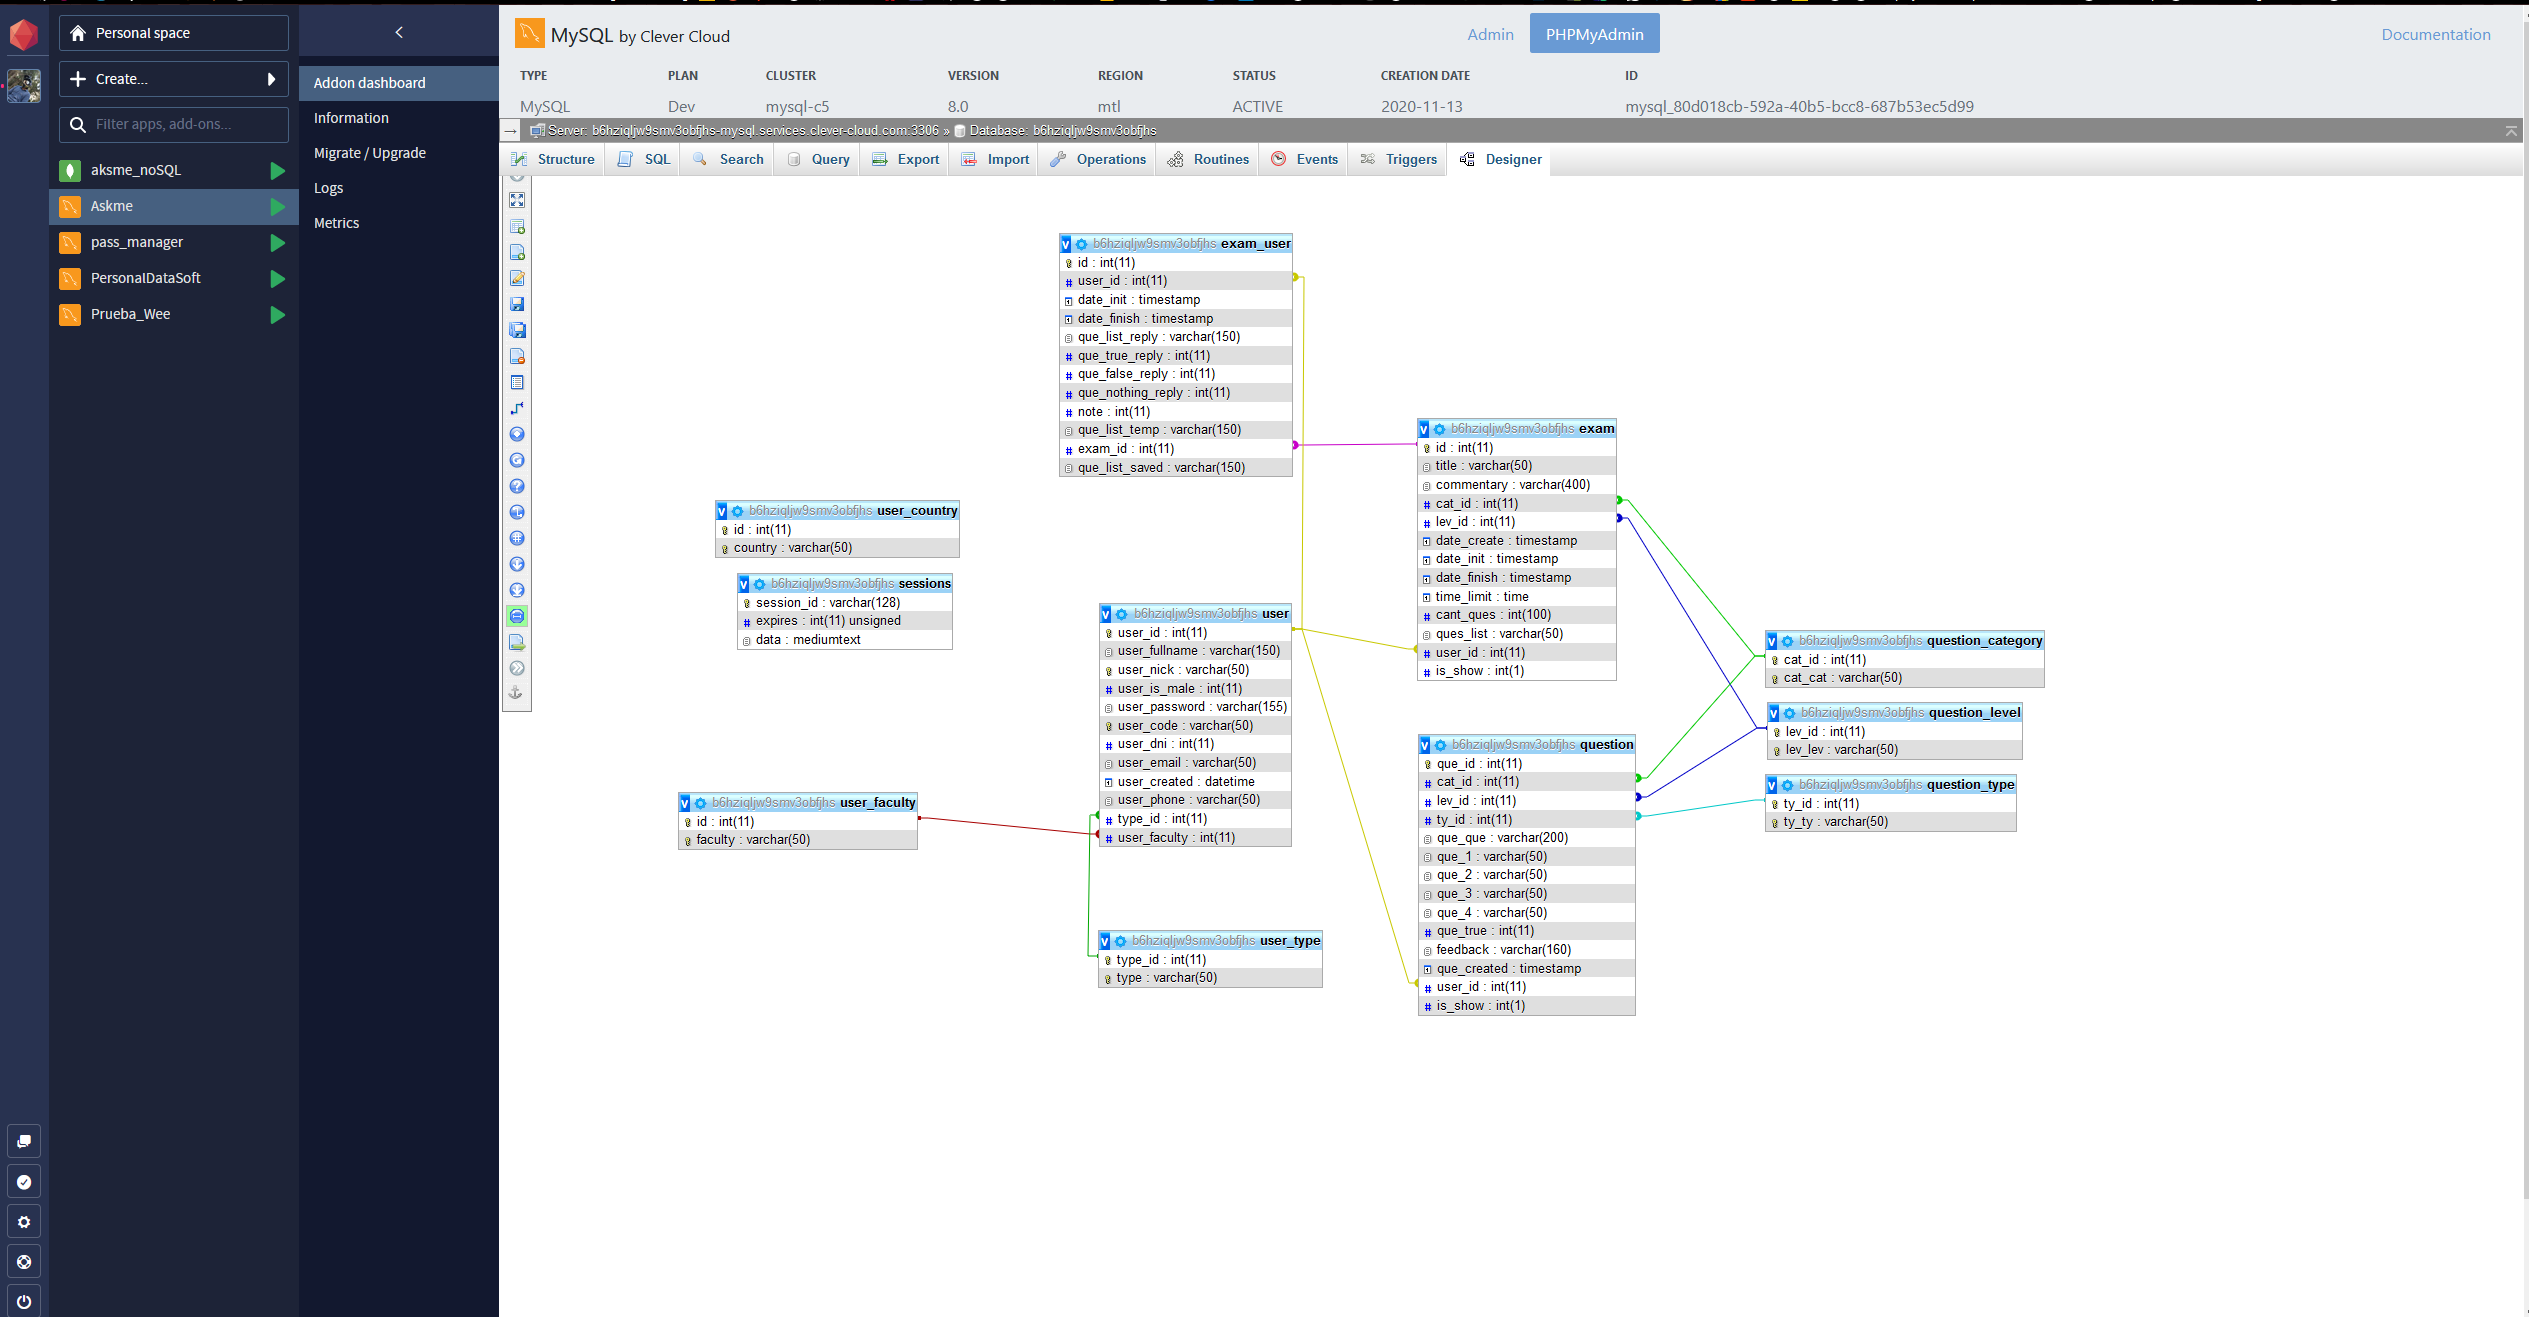 Personal space
Create...
Filter apps, add-ons...
aksme_noSQL
Askme
pass_manager
PersonalDataSoft
Prueba_Wee
Addon dashboard
Information
Migrate / Upgrade
Logs
Metrics
MySQL by Clever Cloud
Admin
PHPMyAdmin
Documentation
TYPE PLAN CLUSTER VERSION REGION STATUS CREATION DATE ID
MySQL Dev mysql-c5 8.0 mtl ACTIVE 2020-11-13 mysql_80d018cb-592a-40b5-bcc8-687b53ec5d99
Server: b6hziqljw9smv3obfjhs-mysql.services.clever-cloud.com:3306 » Database: b6hziqljw9smv3obfjhs
Structure SQL Search Query Export Import Operations Routines Events Triggers Designer
b6hziqljw9smv3obfjhs exam_user
id : int(11)
user_id : int(11)
date_init : timestamp
date_finish : timestamp
que_list_reply : varchar(150)
que_true_reply : int(11)
que_false_reply : int(11)
que_nothing_reply : int(11)
note : int(11)
que_list_temp : varchar(150)
exam_id : int(11)
que_list_saved : varchar(150)
b6hziqljw9smv3obfjhs exam
id : int(11)
title : varchar(50)
commentary : varchar(400)
cat_id : int(11)
lev_id : int(11)
date_create : timestamp
date_init : timestamp
date_finish : timestamp
time_limit : time
cant_ques : int(100)
ques_list : varchar(50)
user_id : int(11)
is_show : int(1)
b6hziqljw9smv3obfjhs user_country
id : int(11)
country : varchar(50)
b6hziqljw9smv3obfjhs sessions
session_id : varchar(128)
expires : int(11) unsigned
data : mediumtext
b6hziqljw9smv3obfjhs user
user_id : int(11)
user_fullname : varchar(150)
user_nick : varchar(50)
user_is_male : int(11)
user_password : varchar(155)
user_code : varchar(50)
user_dni : int(11)
user_email : varchar(50)
user_created : datetime
user_phone : varchar(50)
type_id : int(11)
user_faculty : int(11)
b6hziqljw9smv3obfjhs question_category
cat_id : int(11)
cat_cat : varchar(50)
b6hziqljw9smv3obfjhs question_level
lev_id : int(11)
lev_lev : varchar(50)
b6hziqljw9smv3obfjhs question_type
ty_id : int(11)
ty_ty : varchar(50)
b6hziqljw9smv3obfjhs question
que_id : int(11)
cat_id : int(11)
lev_id : int(11)
ty_id : int(11)
que_que : varchar(200)
que_1 : varchar(50)
que_2 : varchar(50)
que_3 : varchar(50)
que_4 : varchar(50)
que_true : int(11)
feedback : varchar(160)
que_created : timestamp
user_id : int(11)
is_show : int(1)
b6hziqljw9smv3obfjhs user_faculty
id : int(11)
faculty : varchar(50)
b6hziqljw9smv3obfjhs user_type
type_id : int(11)
type : varchar(50)